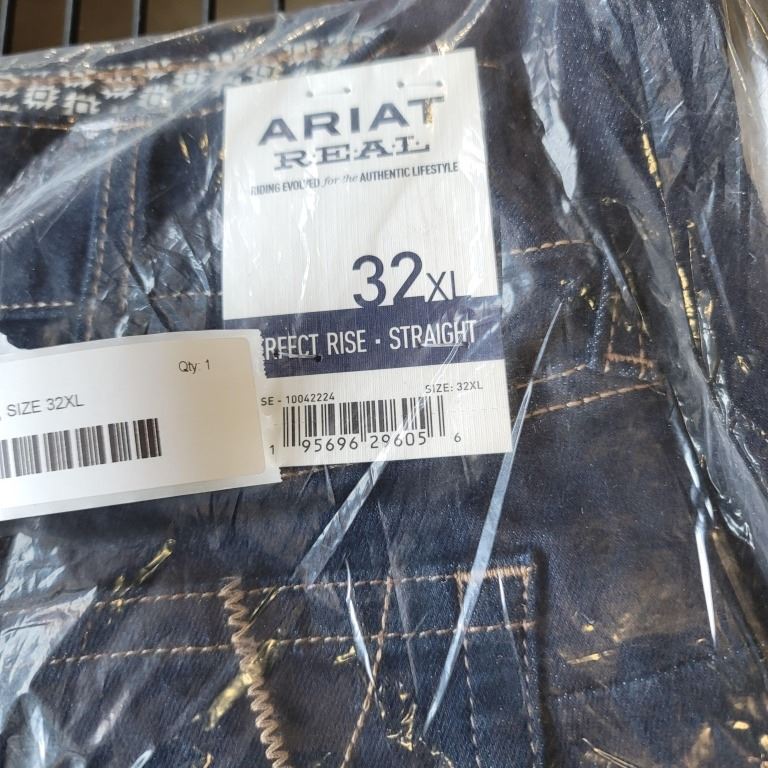 ARIAT
REAL
RIDING EVOLVED for the AUTHENTIC LIFESTYLE
32XL
RFECT RISE · STRAIGHT
Qty: 1
SIZE 32XL
SE - 10042224 SIZE: 32XL
1 95696 29605 6